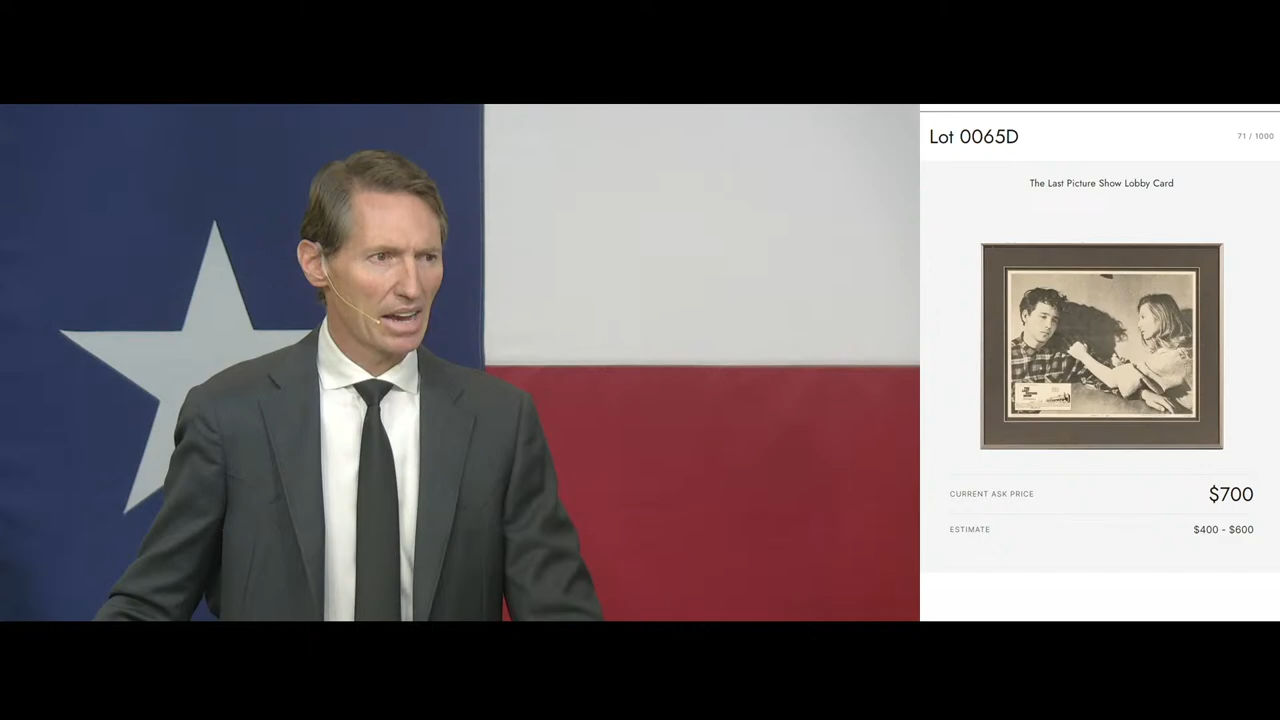 Lot 0065D
71 / 1000
The Last Picture Show Lobby Card
CURRENT ASK PRICE
$700
ESTIMATE
$400 - $600